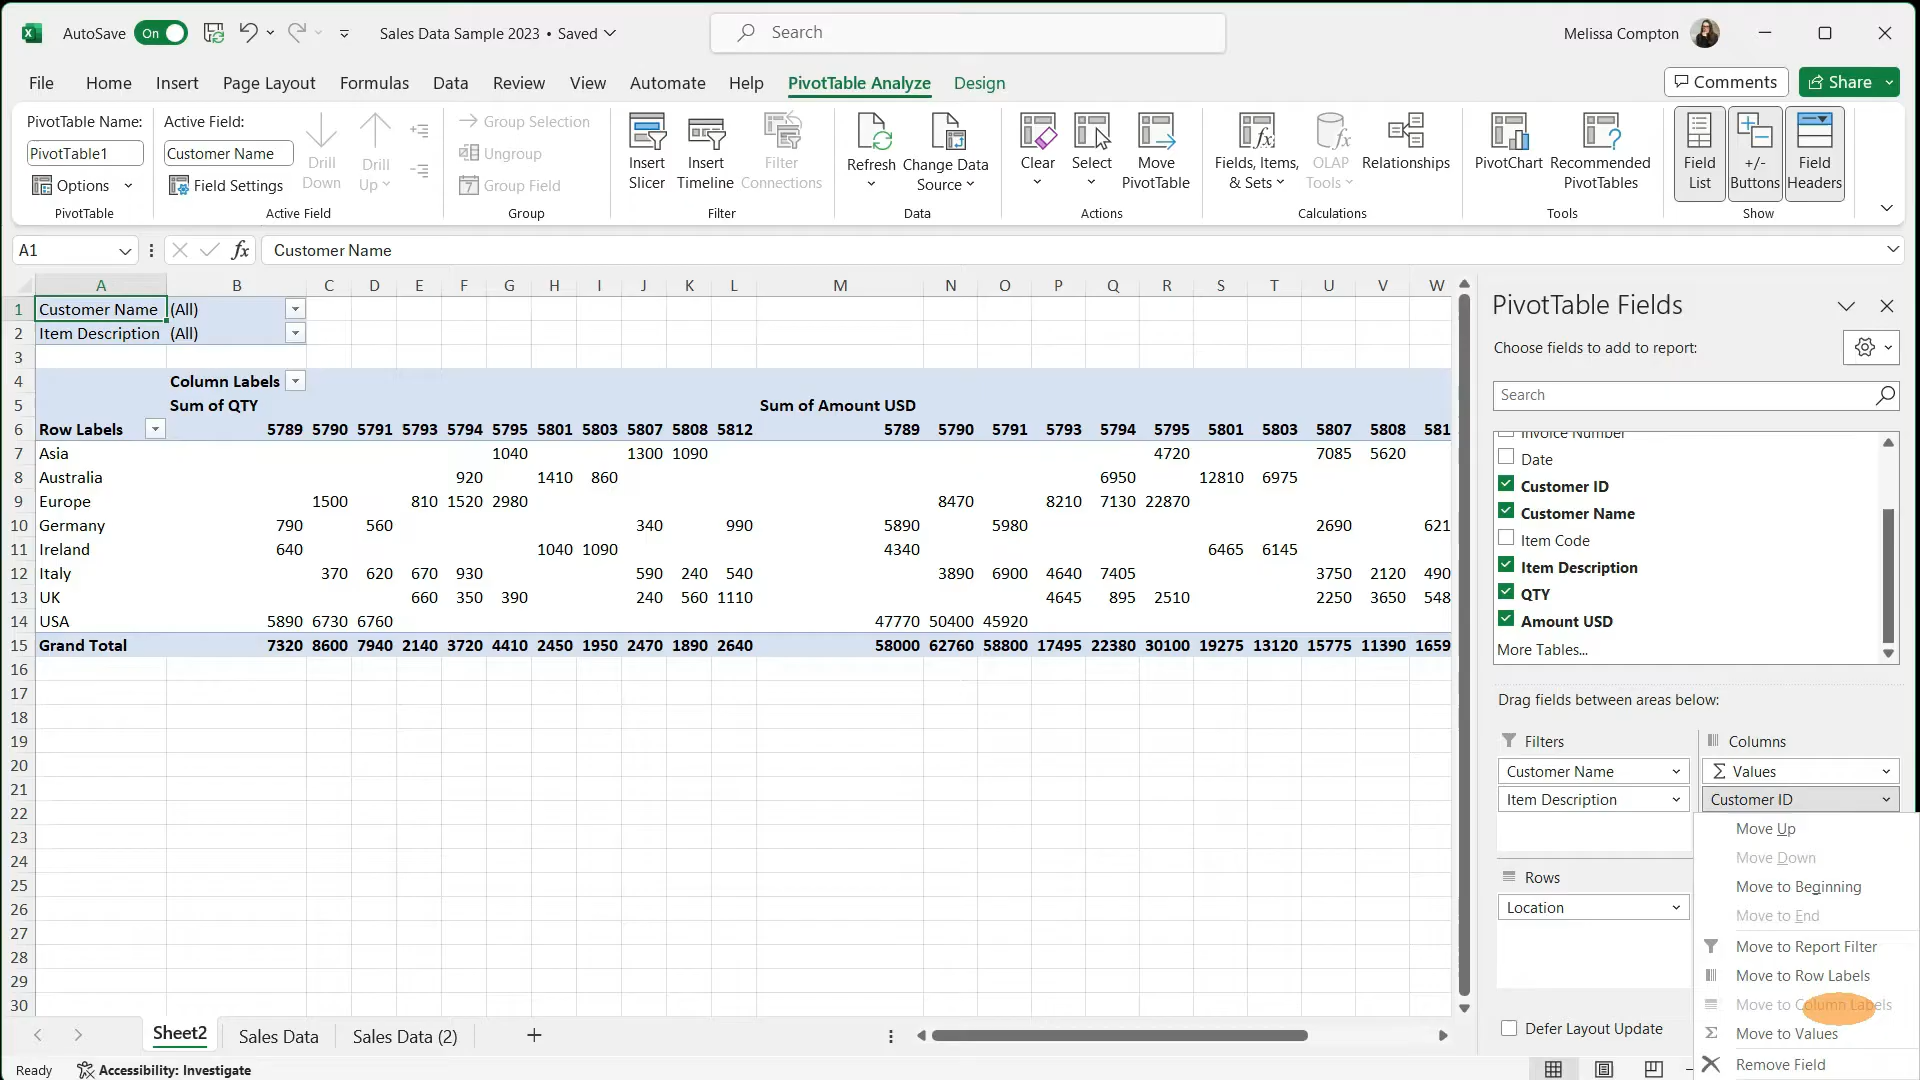 AutoSave On Sales Data Sample 2023 • Saved Search Melissa Compton
File Home Insert Page Layout Formulas Data Review View Automate Help PivotTable Analyze Design Comments Share
PivotTable Name:
PivotTable1
Options
PivotTable
Active Field:
Customer Name
Field Settings
Drill Down
Drill Up
Active Field
Group Selection
Ungroup
7 Group Field
Group
Insert Slicer
Insert Timeline
Filter Connections
Filter
Refresh
Change Data Source
Data
Clear
Select
Move PivotTable
Actions
Fields, Items, & Sets
OLAP Tools
Relationships
Calculations
PivotChart
Recommended PivotTables
Tools
Field List
+/- Buttons
Field Headers
Show
A1 fx Customer Name
A B C D E F G H I J K L M N O P Q R S T U V W
1 Customer Name (All)
2 Item Description (All)
3
4 Column Labels
5 Sum of QTY Sum of Amount USD
6 Row Labels 5789 5790 5791 5793 5794 5795 5801 5803 5807 5808 5812 5789 5790 5791 5793 5794 5795 5801 5803 5807 5808 581
7 Asia 1040 1300 1090 4720 7085 5620
8 Australia 920 1410 860 6950 12810 6975
9 Europe 1500 810 1520 2980 8470 8210 7130 22870
10 Germany 790 560 340 990 5890 5980 2690 621
11 Ireland 640 1040 1090 4340 6465 6145
12 Italy 370 620 670 930 590 240 540 3890 6900 4640 7405 3750 2120 490
13 UK 660 350 390 240 560 1110 4645 895 2510 2250 3650 548
14 USA 5890 6730 6760 47770 50400 45920
15 Grand Total 7320 8600 7940 2140 3720 4410 2450 1950 2470 1890 2640 58000 62760 58800 17495 22380 30100 19275 13120 15775 11390 1659
16
17
18
19
20
21
22
23
24
25
26
27
28
29
30
PivotTable Fields
Choose fields to add to report:
Search
Invoice Number
Date
Customer ID
Customer Name
Item Code
Item Description
QTY
Amount USD
More Tables...
Drag fields between areas below:
Filters
Customer Name
Item Description
Columns
Σ Values
Customer ID
Rows
Location
Move Up
Move Down
Move to Beginning
Move to End
Move to Report Filter
Move to Row Labels
Move to Column Labels
Σ Move to Values
Remove Field
Defer Layout Update
Sheet2 Sales Data Sales Data (2)
Ready Accessibility: Investigate